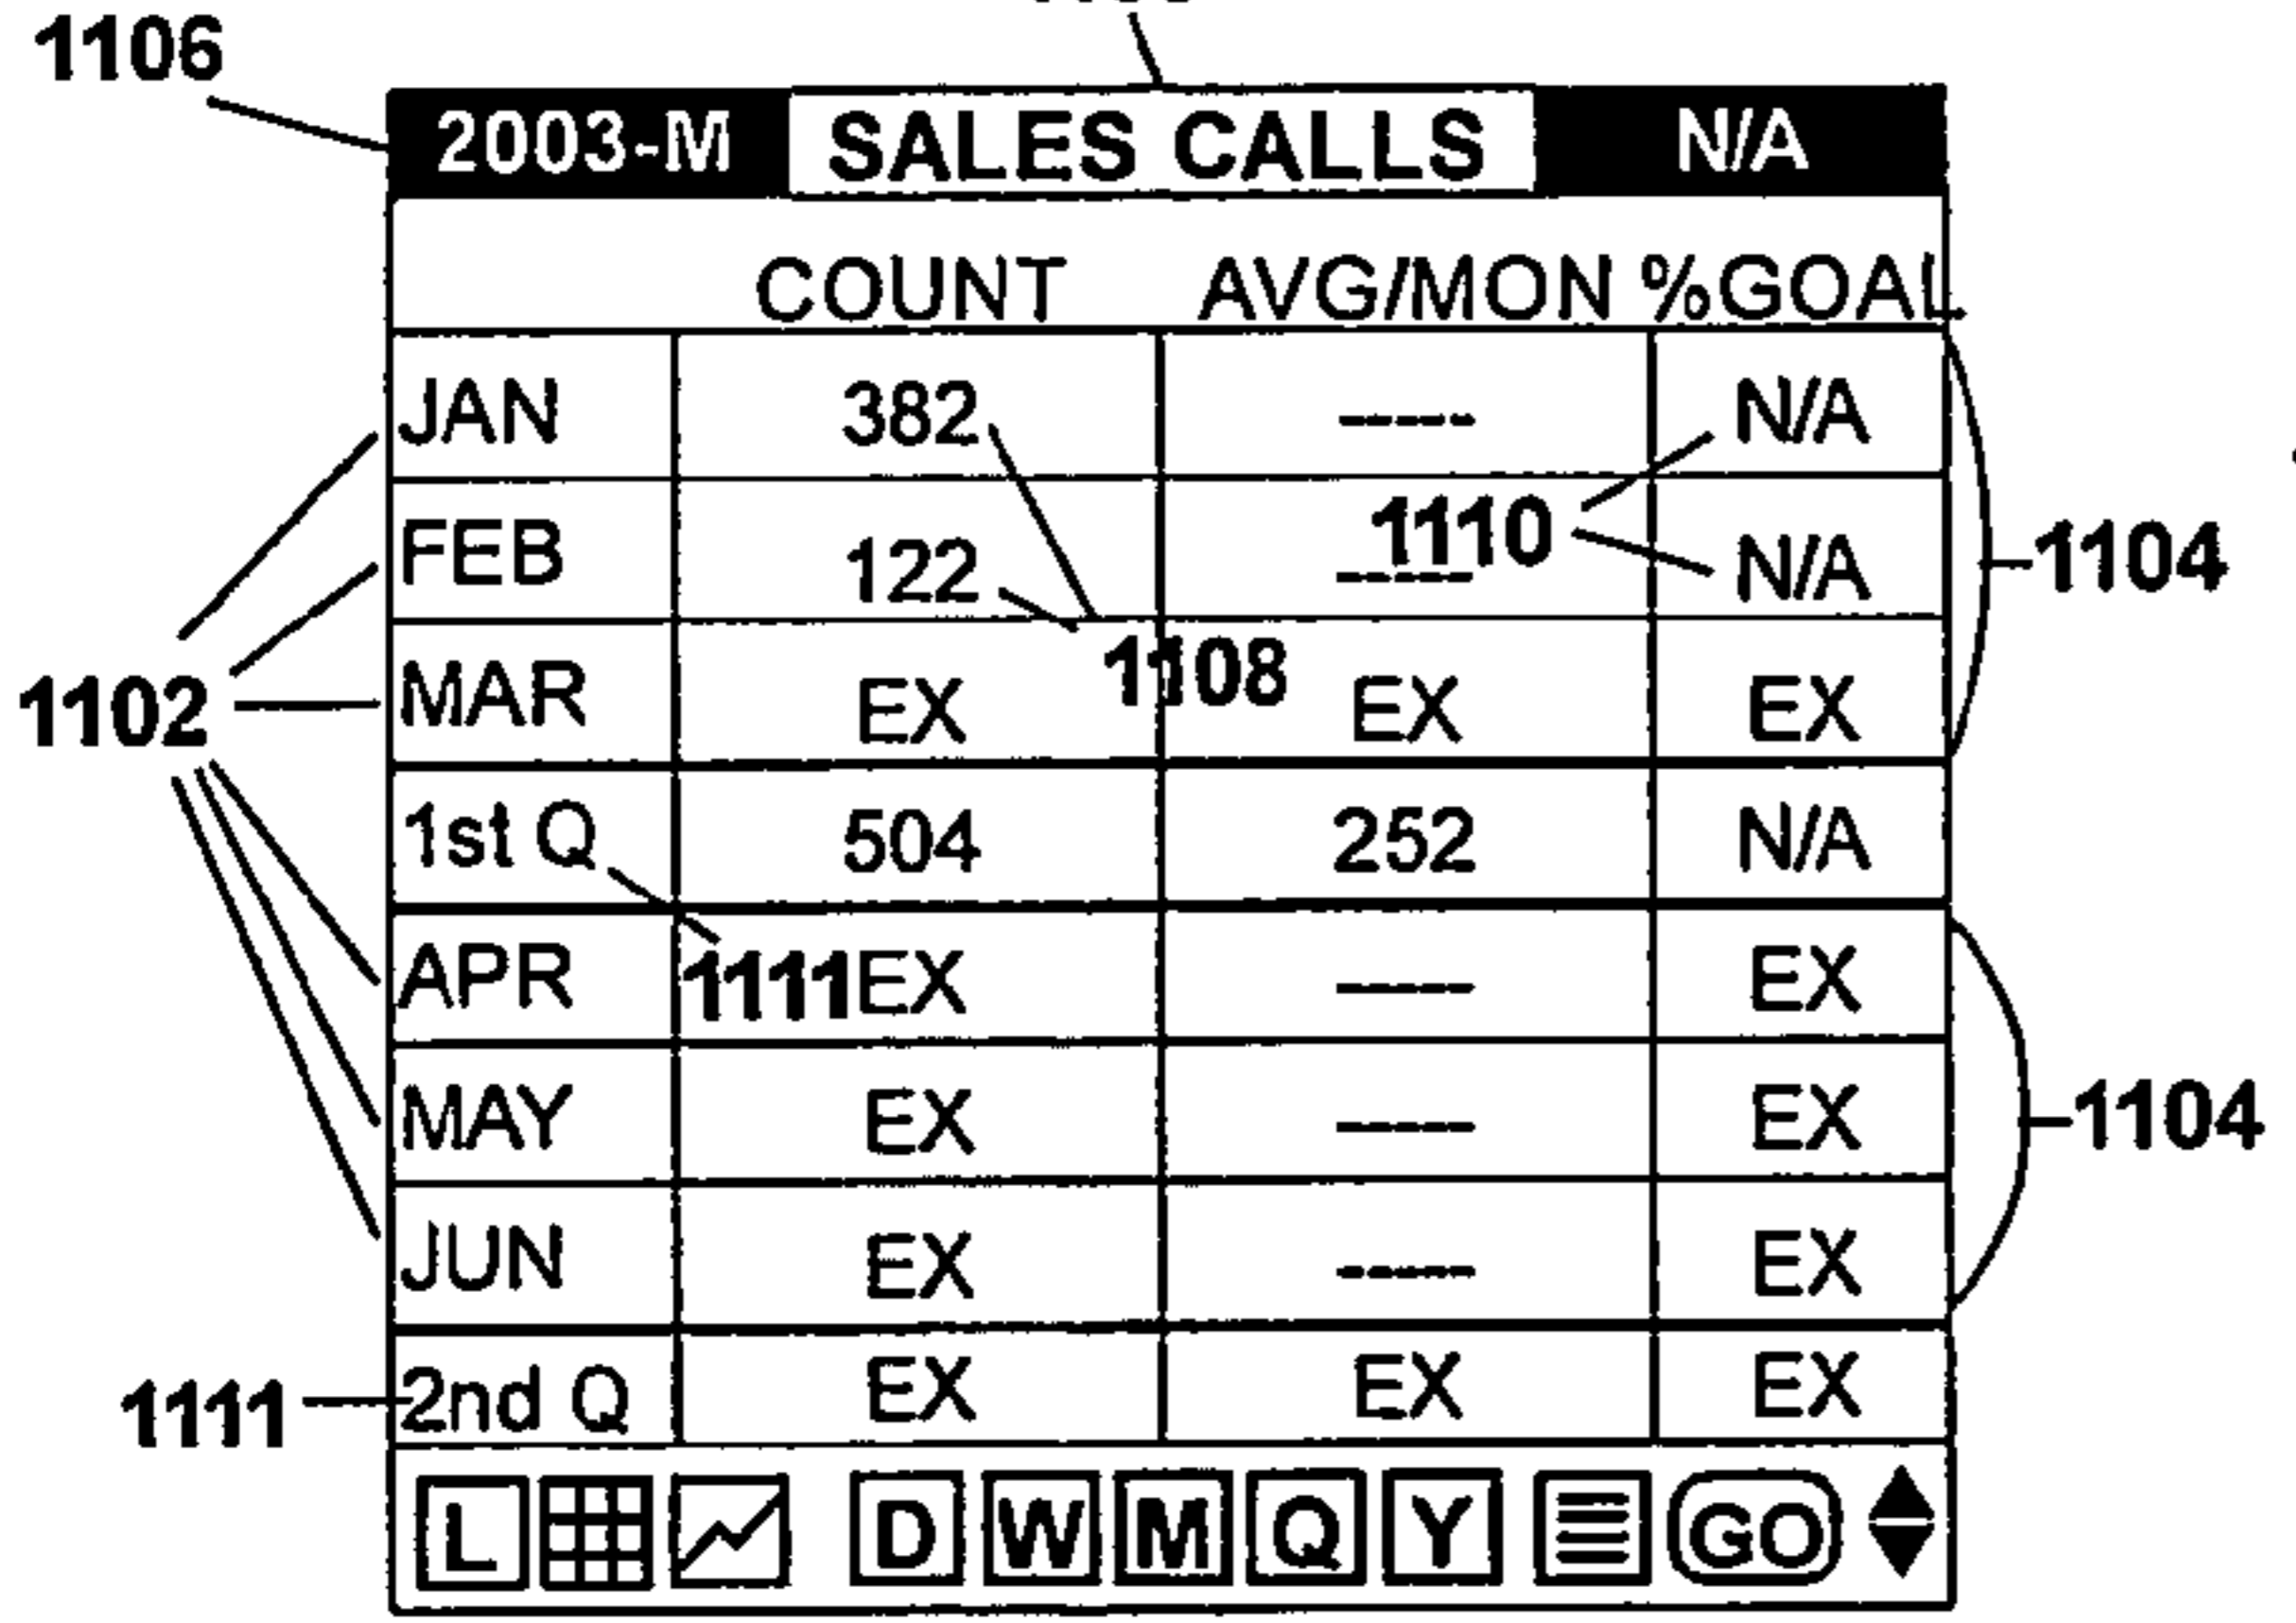 1106
2003-M SALES CALLS N/A
COUNT AVG/MON %GOAL
JAN 382 ----- N/A
1110
FEB 122 ----- N/A
1104
1108
1102
MAR EX EX EX
1st Q 504 252 N/A
APR 1111 EX ----- EX
MAY EX ----- EX
1104
JUN EX ----- EX
1111
2nd Q EX EX EX
L D W M Q Y GO